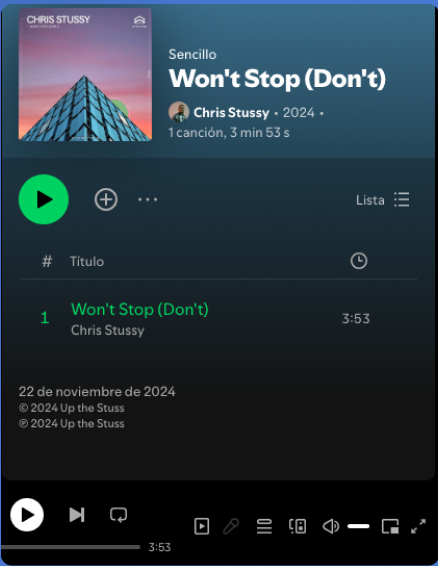 CHRIS STUSSY
Sencillo
Won't Stop (Don't)
Chris Stussy • 2024 •
1 canción, 3 min 53 s
Lista
# Título
1 Won't Stop (Don't) 3:53
Chris Stussy
22 de noviembre de 2024
© 2024 Up the Stuss
℗ 2024 Up the Stuss
3:53